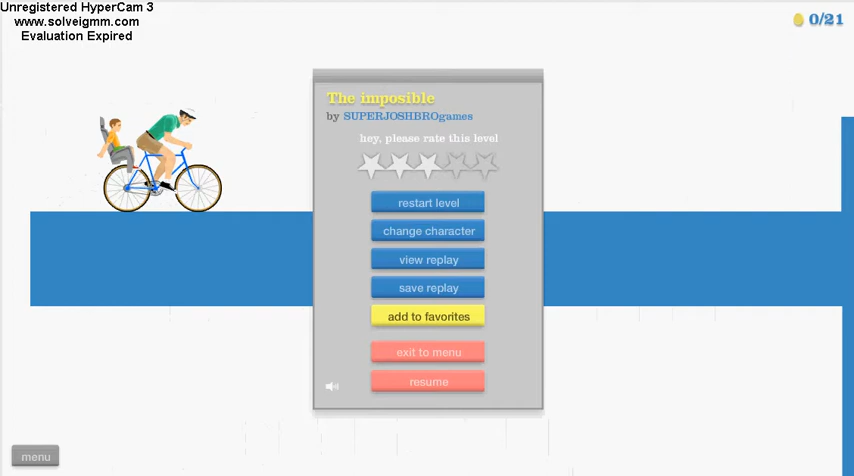 Unregistered HyperCam 3
www.solveigmm.com
Evaluation Expired
0/21
The imposible
by SUPERJOSHBROgames
hey, please rate this level
restart level
change character
view replay
save replay
add to favorites
exit to menu
resume
menu